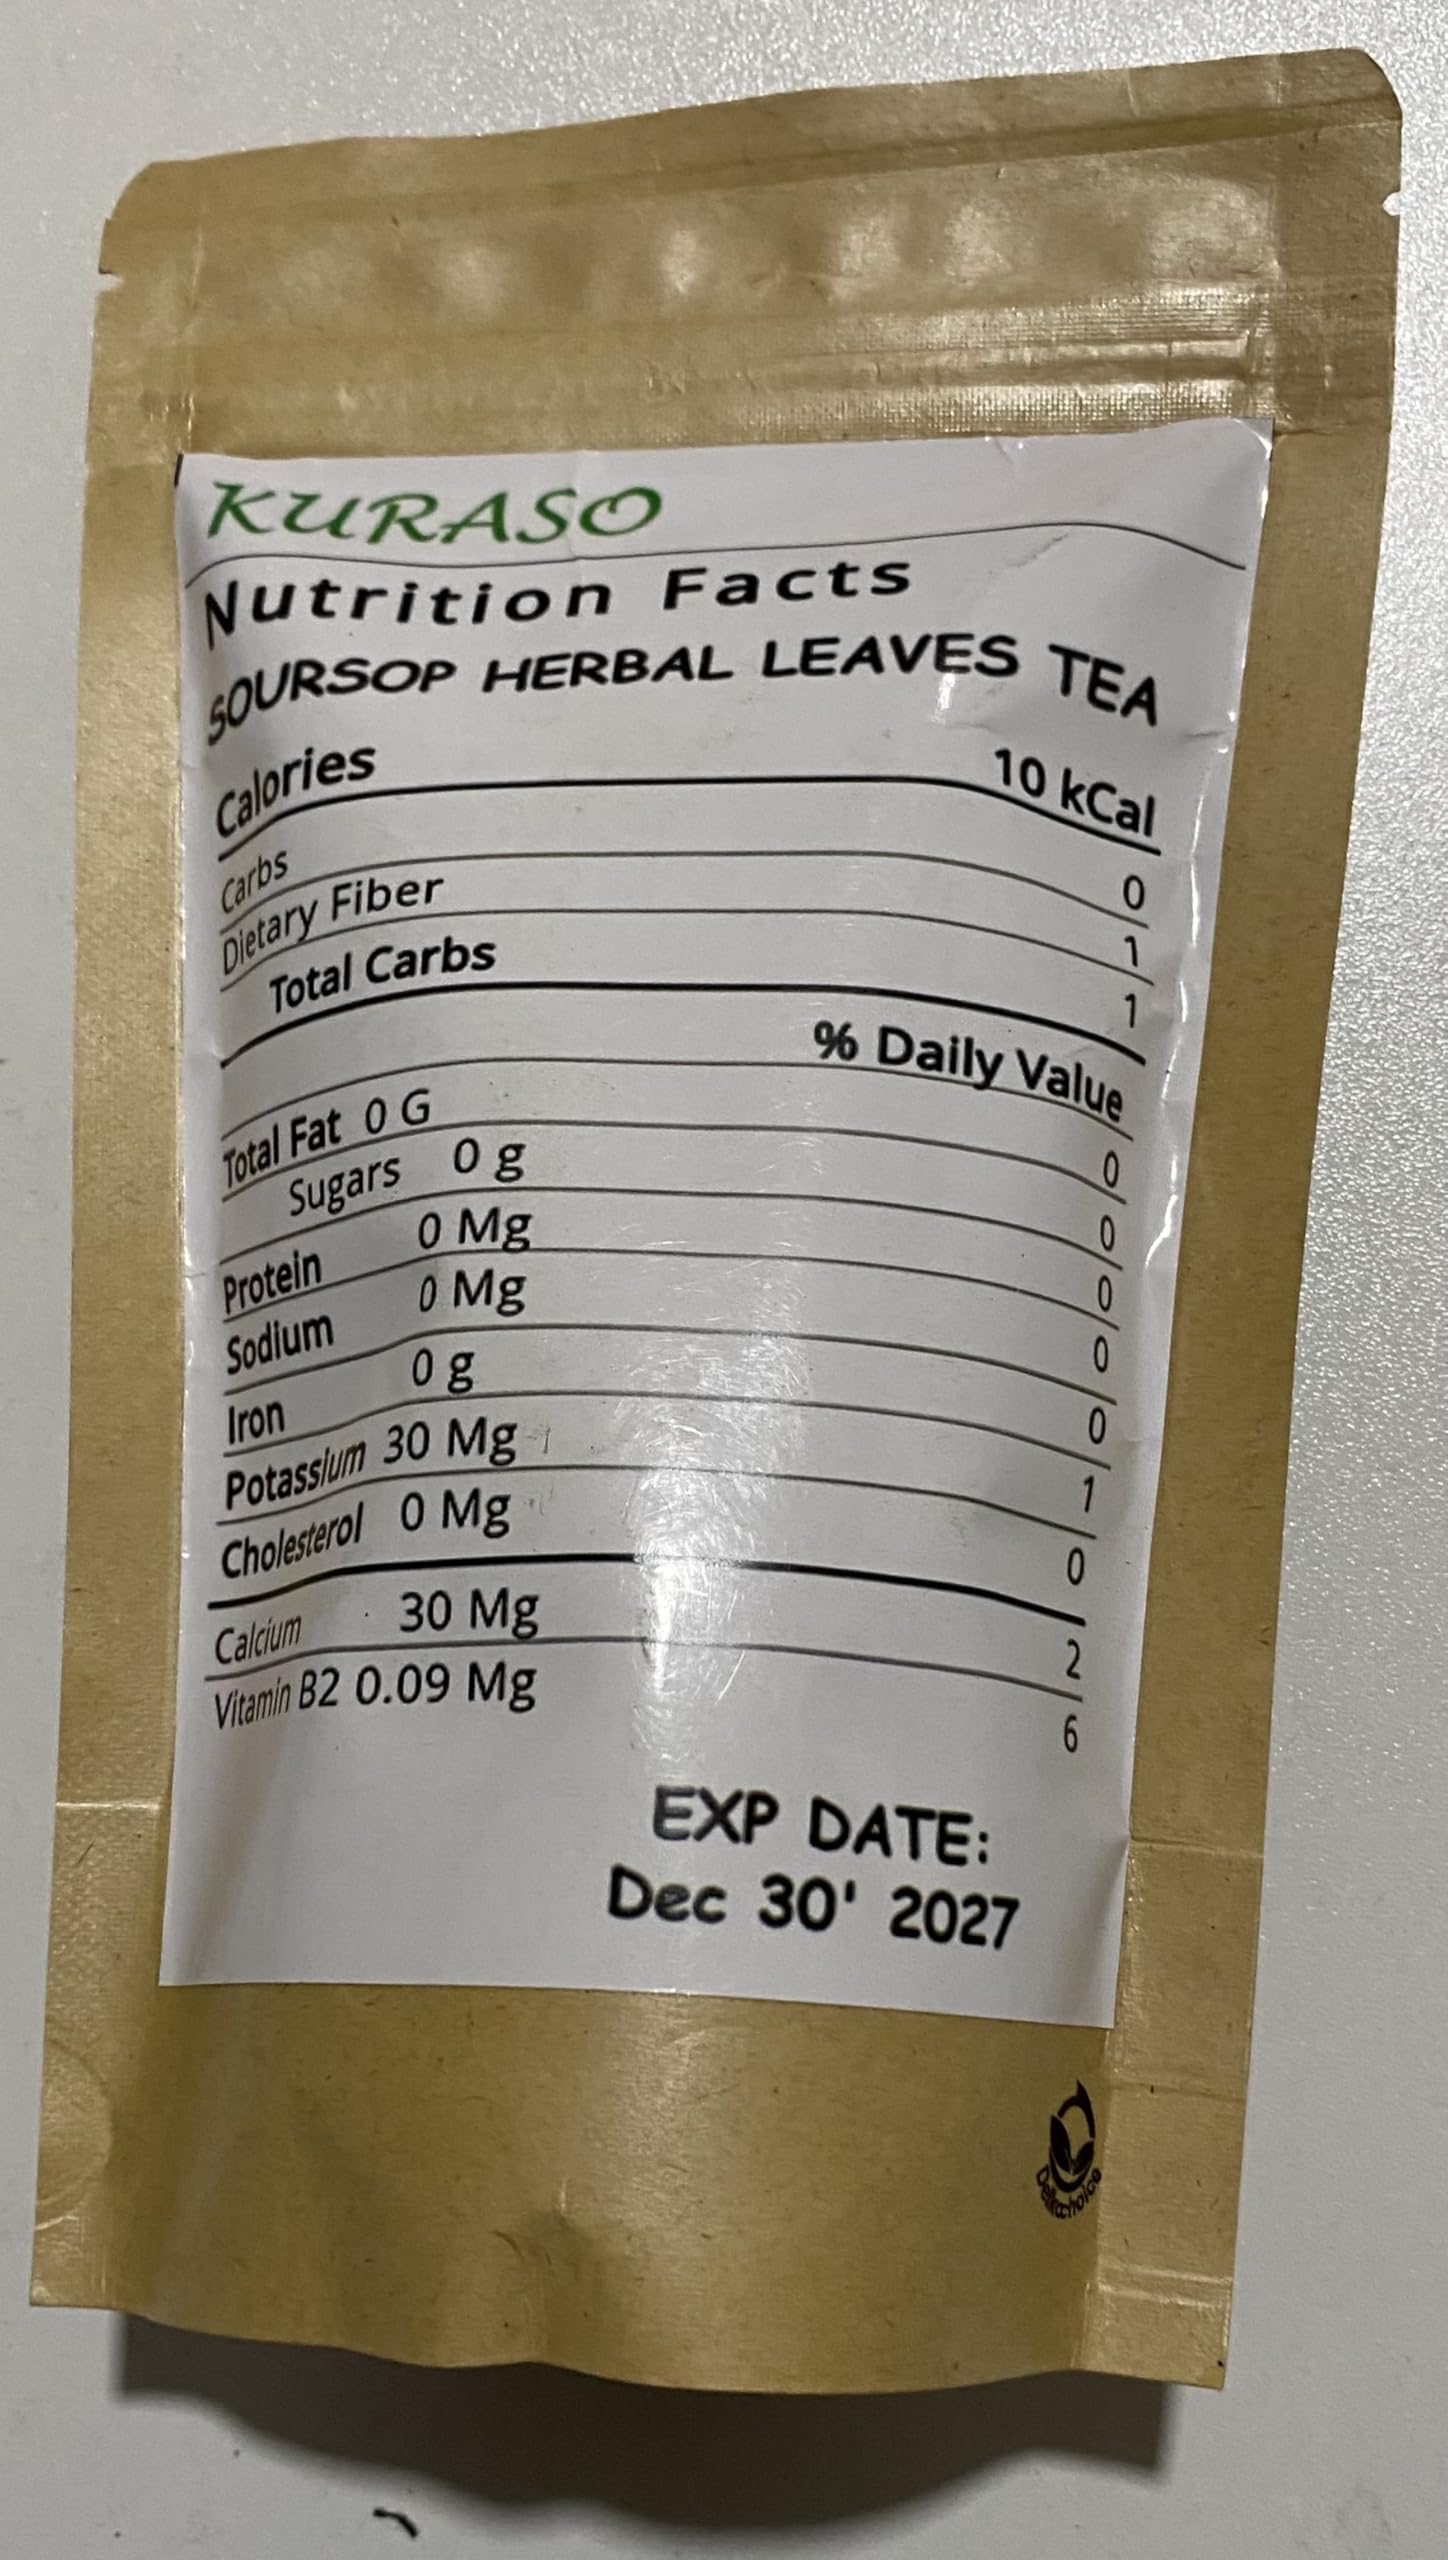 KURASO
Nutrition Facts
SOURSOP HERBAL LEAVES TEA
Calories 10 kCal
Carbs 0
Dietary Fiber 1
Total Carbs 1
% Daily Value
Total Fat 0 G 0
Sugars 0 g 0
Protein 0 Mg 0
Sodium 0 Mg 0
Iron 0 g 0
Potassium 30 Mg 1
Cholesterol 0 Mg 0
Calcium 30 Mg 2
Vitamin B2 0.09 Mg 6
EXP DATE:
Dec 30' 2027